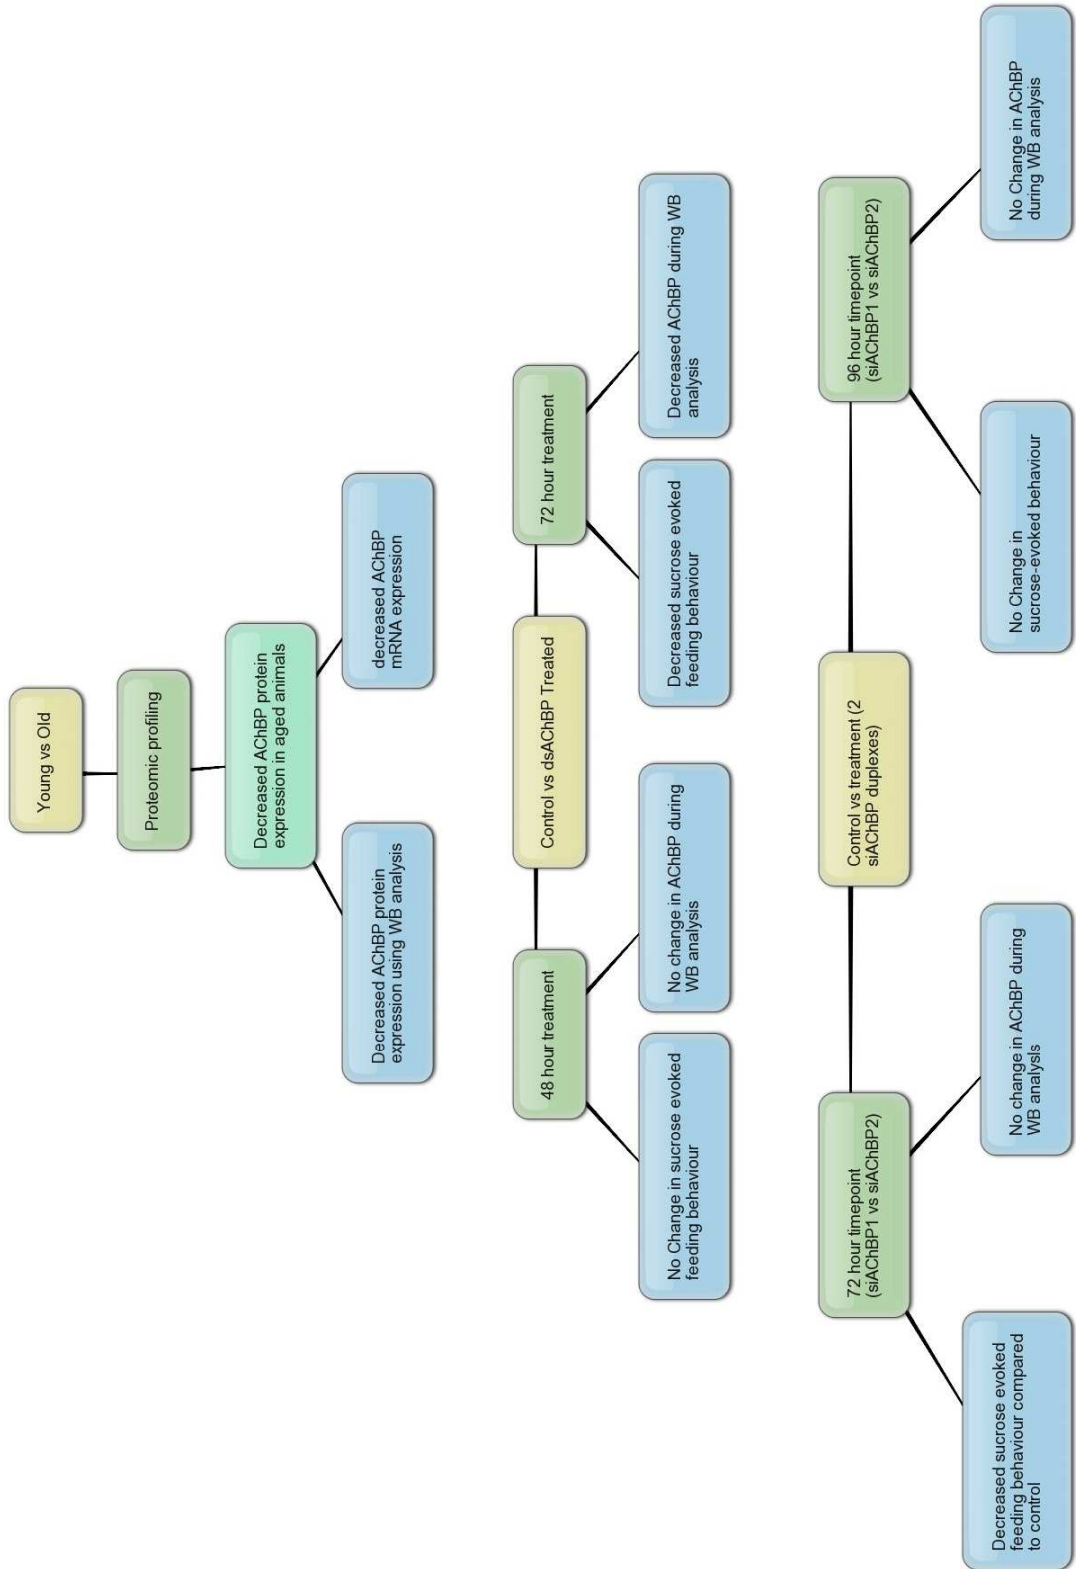 Young vs Old
Proteomic profiling
Decreased AChBP protein
expression in aged animals
Decreased AChBP protein
expression using WB analysis
decreased AChBP
mRNA expression
Control vs dsAChBP Treated
48 hour treatment
72 hour treatment
No Change in sucrose evoked
feeding behaviour
No change in AChBP during
WB analysis
Decreased sucrose evoked
feeding behaviour
Decreased AChBP during WB
analysis
Control vs treatment (2
siAChBP duplexes)
72 hour timepoint
(siAChBP1 vs siAChBP2)
96 hour timepoint
(siAChBP1 vs siAChBP2)
Decreased sucrose evoked
feeding behaviour compared
to control
No change in AChBP during
WB analysis
No Change in
sucrose-evoked behaviour
No Change in AChBP
during WB analysis